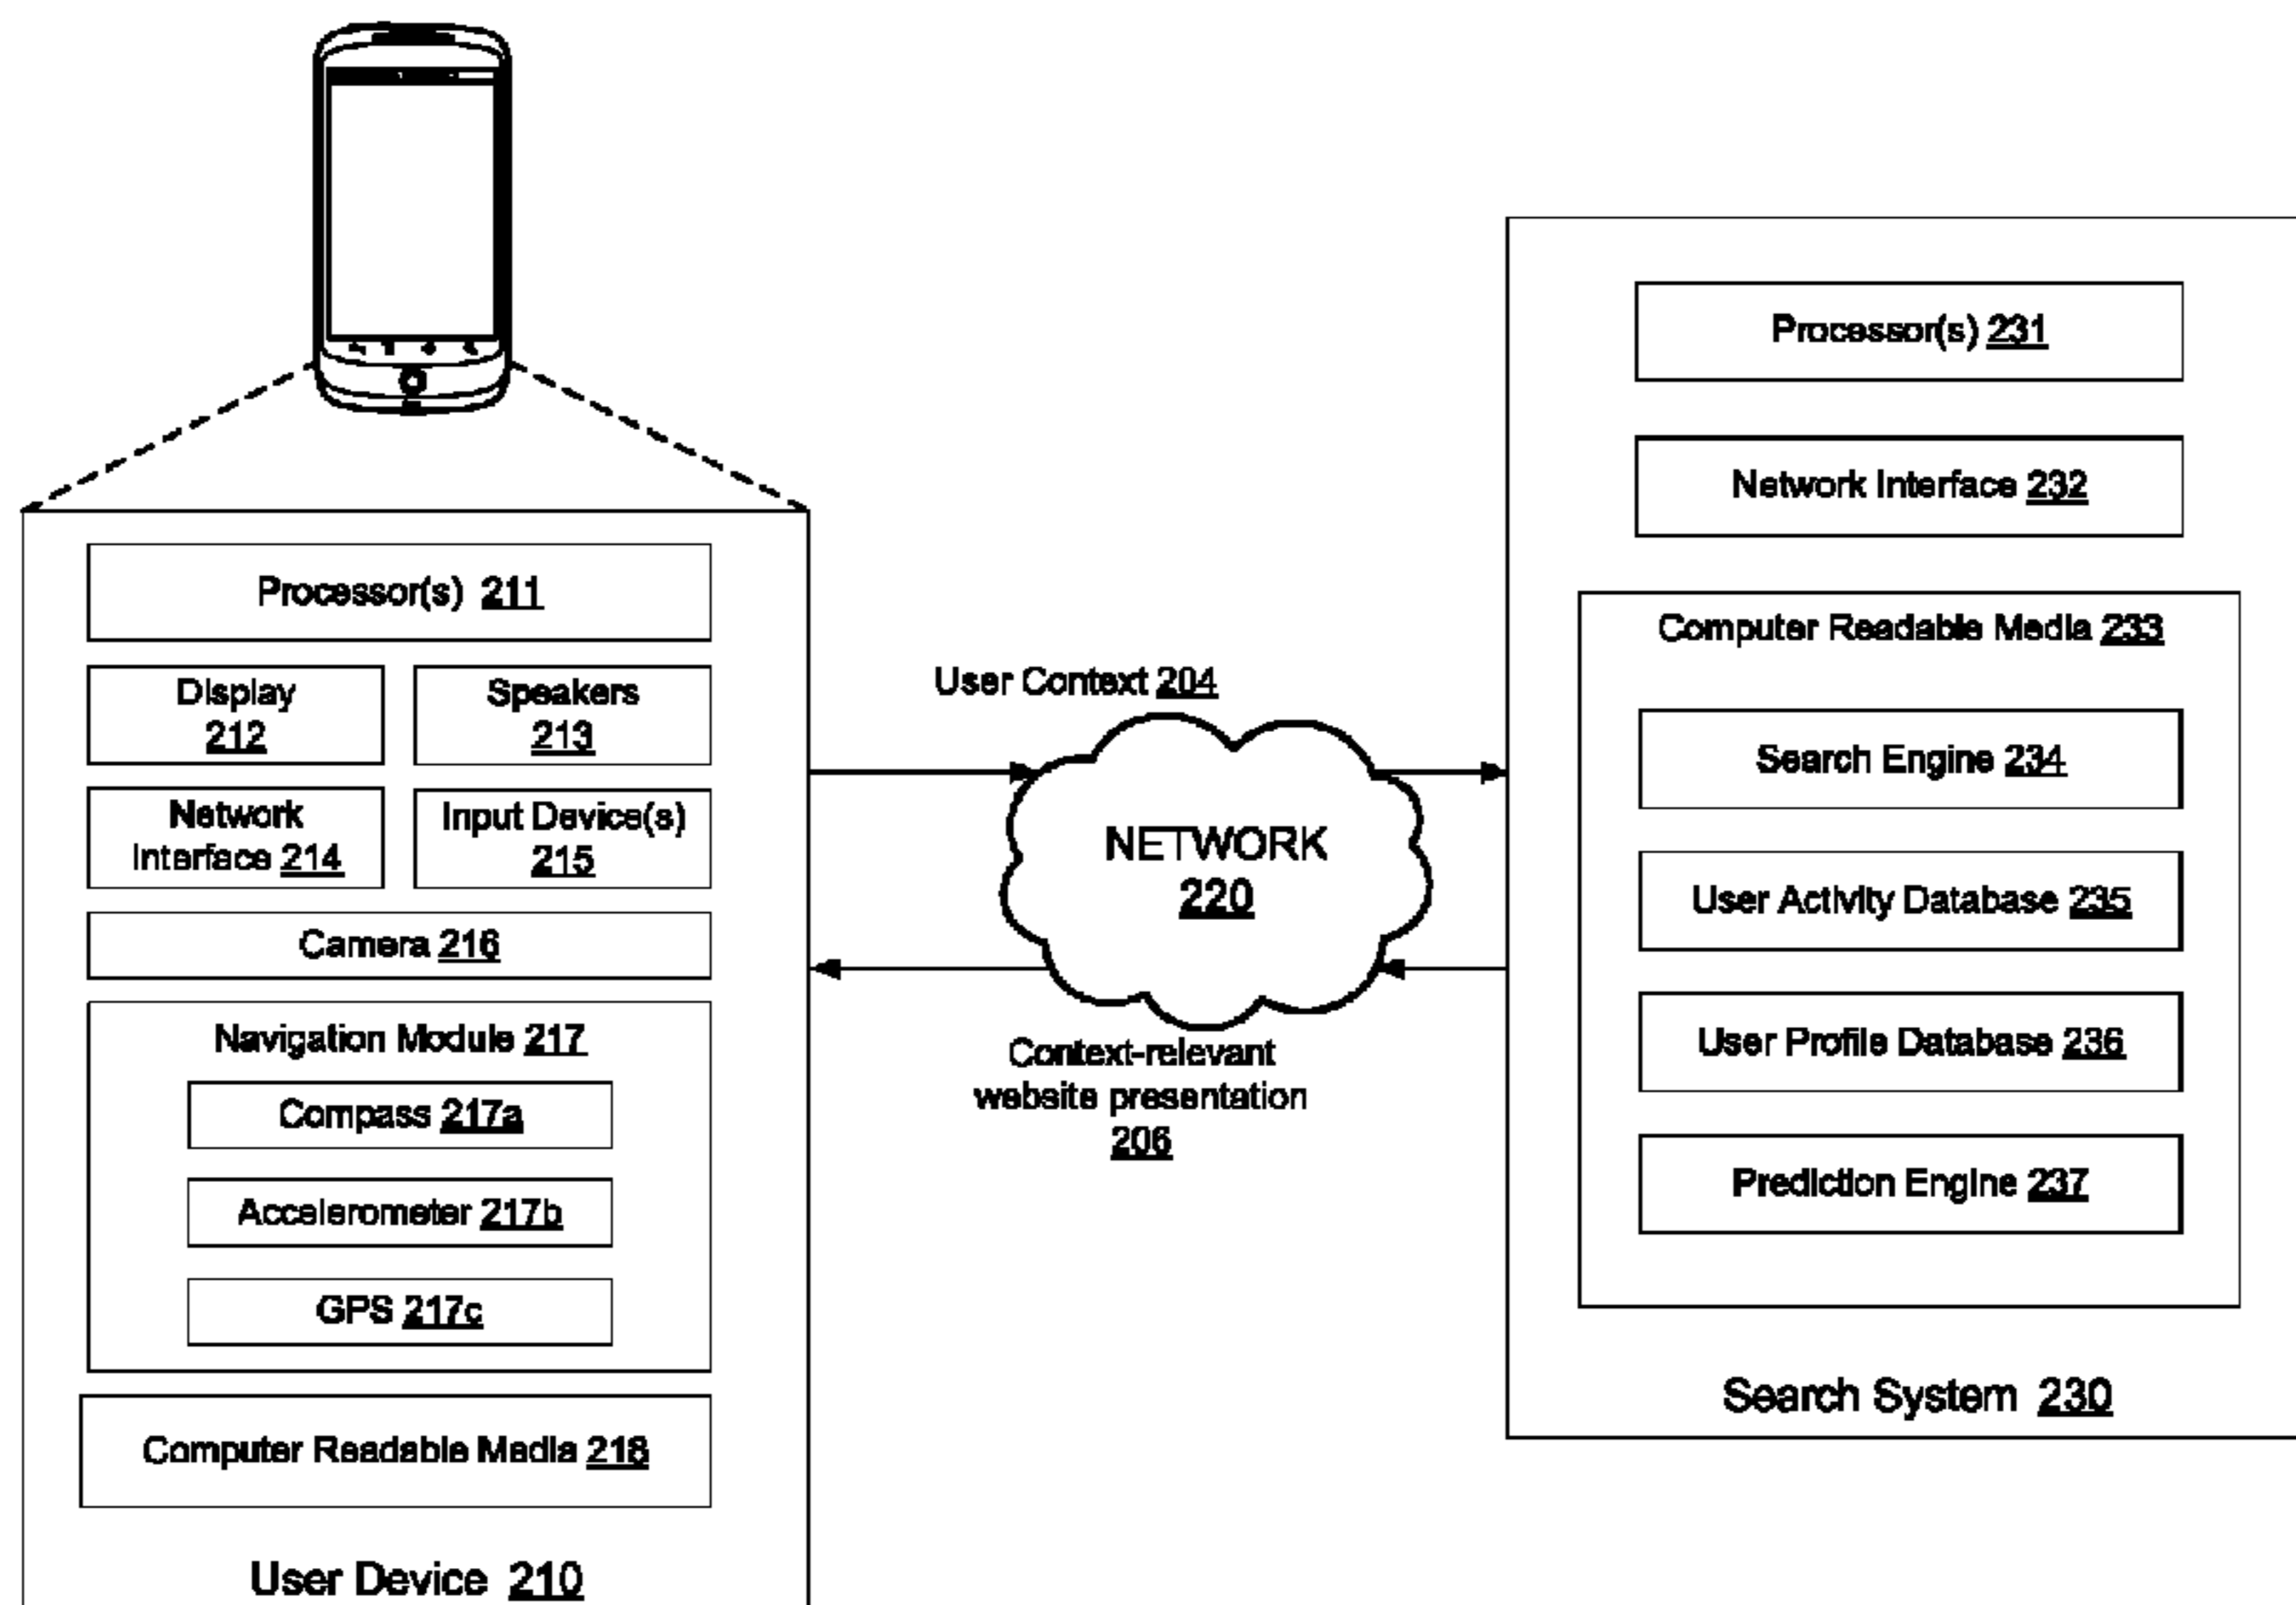 Processor(s) 211
Display
212
Speakers
213
Network
Interface 214
Input Device(s)
215
Camera 216
Navigation Module 217
Compass 217a
Accelerometer 217b
GPS 217c
Computer Readable Media 218
User Device 210
User Context 204
NETWORK
220
Context-relevant
website presentation
206
Processor(s) 231
Network Interface 232
Computer Readable Media 233
Search Engine 234
User Activity Database 235
User Profile Database 236
Prediction Engine 237
Search System 230